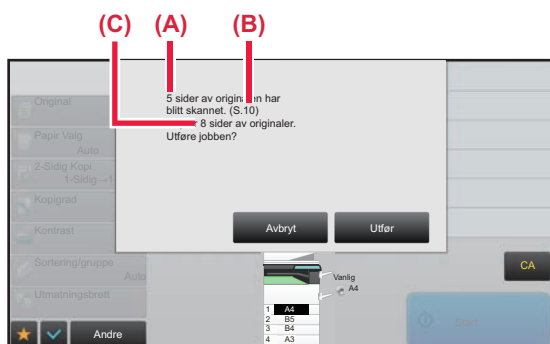 (C) (A) (B)
5 sider av originalen har
blitt skannet. (S.10)
8 sider av originaler.
Utføre jobben?
Avbryt Utfør
Original
Papir Valg
Auto
2-Sidig Kopi
1-Sidig→1
Kopigrad
Kontrast
Sortering/gruppe
Auto
Utmatningsbrett
Andre
Vanlig
A4
1 A4
2 B5
3 B4
4 A3
CA
Start